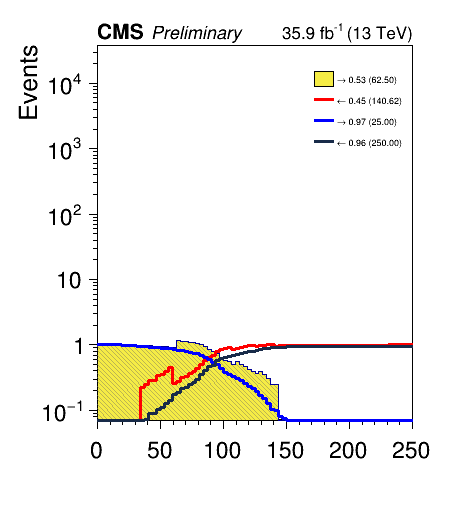 CMS Preliminary 35.9 fb⁻¹ (13 TeV)
Events
→ 0.53 (62.50)
← 0.45 (140.62)
→ 0.97 (25.00)
← 0.96 (250.00)
10⁴
10³
10²
10
1
10⁻¹
0 50 100 150 200 250